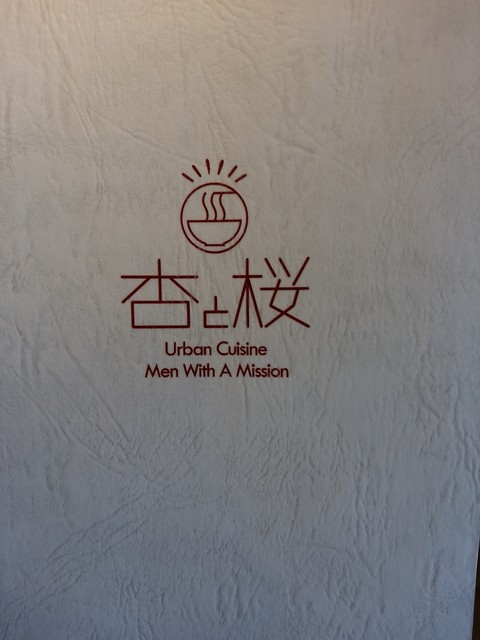 杏と桜
Urban Cuisine
Men With A Mission